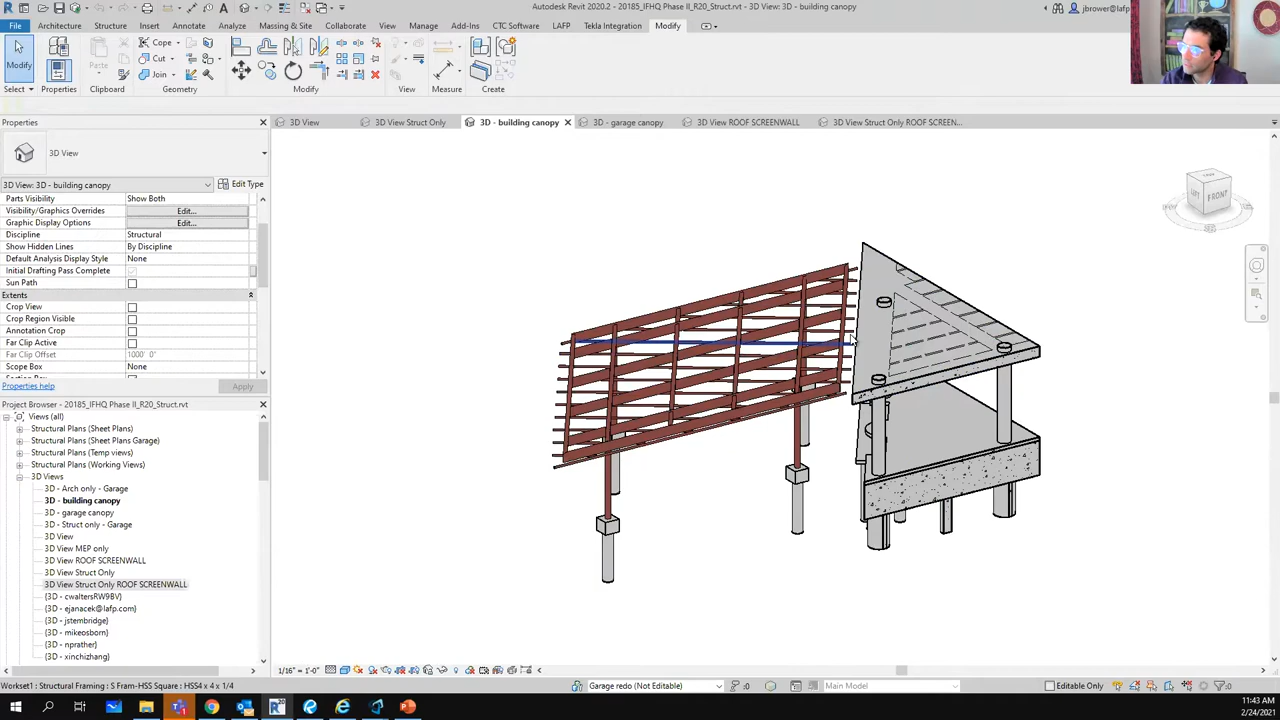 Autodesk Revit 2020.2 - 20185_IFHQ Phase II_R20_Struct.rvt - 3D View: 3D - building canopy
jbrower@lafp
File Architecture Structure Steel Precast Systems Insert Annotate Analyze Massing & Site Collaborate View Manage Add-Ins CTC Software LAFP Tekla Integration Modify
Modify Properties Paste Cope Cut Join
Select Properties Clipboard Geometry Modify View Measure Create
Properties
3D View 3D View Struct Only 3D - building canopy 3D - garage canopy 3D View ROOF SCREENWALL 3D View Struct Only ROOF SCREEN...
3D View
3D View: 3D - building canopy Edit Type
Parts Visibility Show Both
Visibility/Graphics Overrides Edit...
Graphic Display Options Edit...
Discipline Structural
Show Hidden Lines By Discipline
Default Analysis Display Style None
Initial Drafting Pass Complete
Sun Path
Extents
Crop View
Crop Region Visible
Annotation Crop
Far Clip Active
Far Clip Offset 1000' 0"
Scope Box None
Properties help Apply
LEFT FRONT
Project Browser - 20185_IFHQ Phase II_R20_Struct.rvt
Views (all)
Structural Plans (Sheet Plans)
Structural Plans (Sheet Plans Garage)
Structural Plans (Temp views)
Structural Plans (Working Views)
3D Views
3D - Arch only - Garage
3D - building canopy
3D - garage canopy
3D - Struct only - Garage
3D View
3D View MEP only
3D View ROOF SCREENWALL
3D View Struct Only
3D View Struct Only ROOF SCREENWALL
{3D - cwaltersRW9BV}
{3D - ejanacek@lafp.com}
{3D - jstembridge}
{3D - mikeosborn}
{3D - nprather}
{3D - xinchizhang}
1/16" = 1'-0"
Workset1 : Structural Framing : S Fram-HSS Square : HSS4 x 4 x 1/4 Garage redo (Not Editable) :0 Main Model Editable Only :0
11:43 AM
2/24/2021